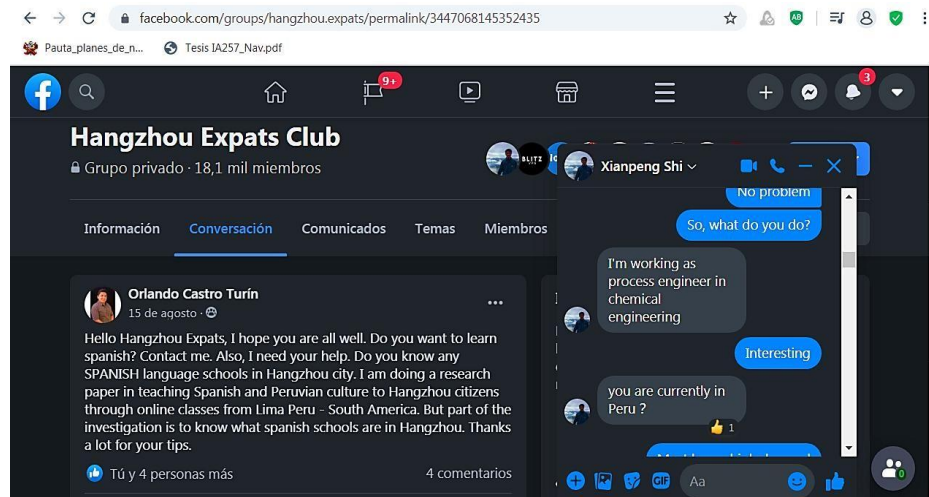 facebook.com/groups/hangzhou.expats/permalink/3447068145352435
AB
Pauta_planes_de_n...
Tesis IA257_Nav.pdf
9+
3
Hangzhou Expats Club
Grupo privado · 18,1 mil miembros
BLITZ
Información
Conversación
Comunicados
Temas
Miembros
Orlando Castro Turín
15 de agosto ·
Hello Hangzhou Expats, I hope you are all well. Do you want to learn
spanish? Contact me. Also, I need your help. Do you know any
SPANISH language schools in Hangzhou city. I am doing a research
paper in teaching Spanish and Peruvian culture to Hangzhou citizens
through online classes from Lima Peru - South America. But part of the
investigation is to know what spanish schools are in Hangzhou. Thanks
a lot for your tips.
Tú y 4 personas más
4 comentarios
Xianpeng Shi
No problem
So, what do you do?
I'm working as
process engineer in
chemical
engineering
Interesting
you are currently in
Peru ?
1
GIF
Aa
0